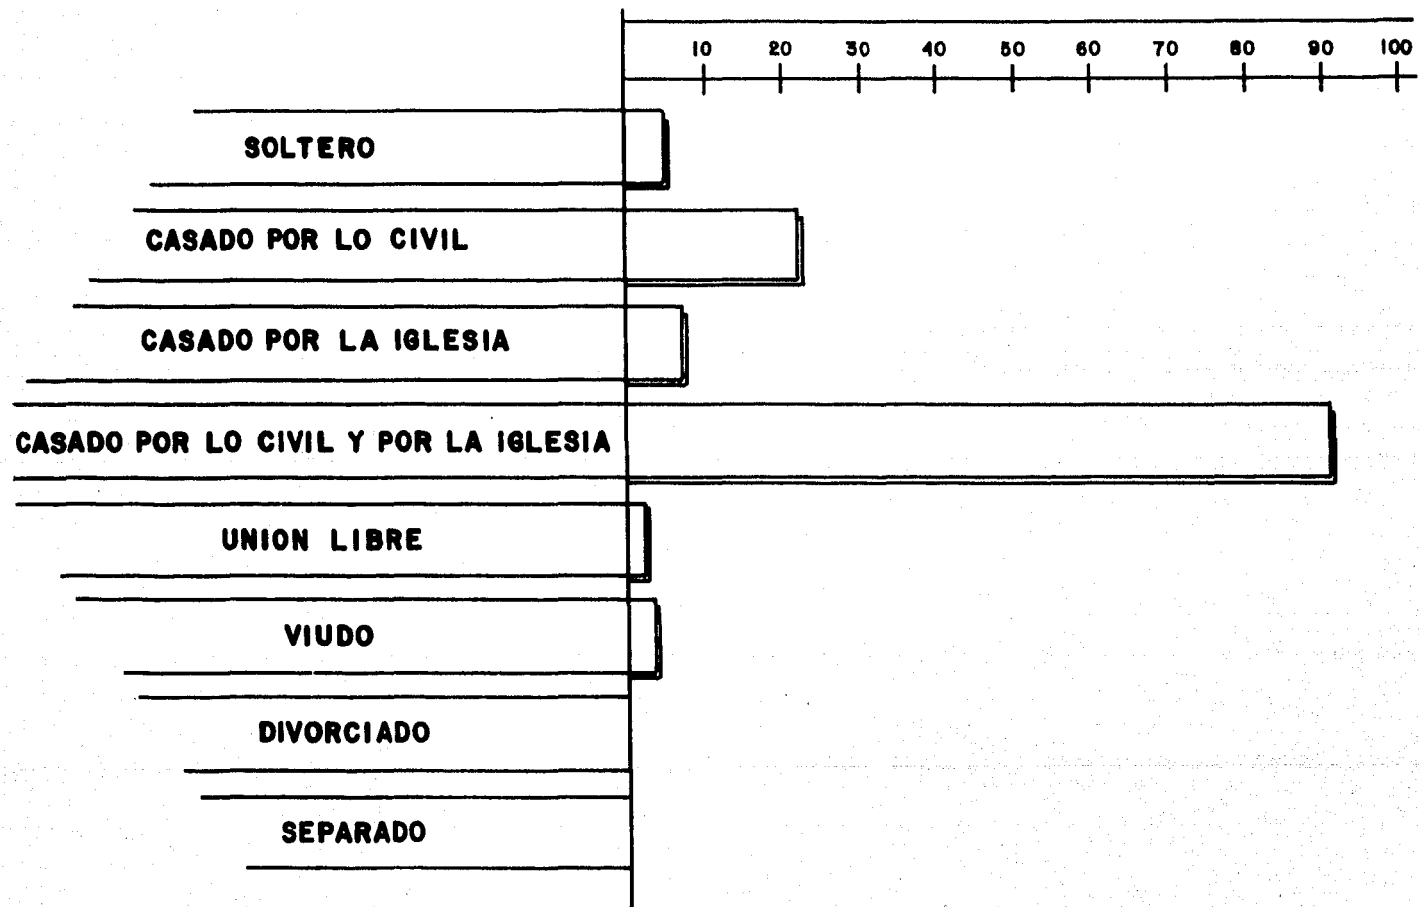 10 20 30 40 50 60 70 80 90 100
SOLTERO
CASADO POR LO CIVIL
CASADO POR LA IGLESIA
CASADO POR LO CIVIL Y POR LA IGLESIA
UNION LIBRE
VIUDO
DIVORCIADO
SEPARADO